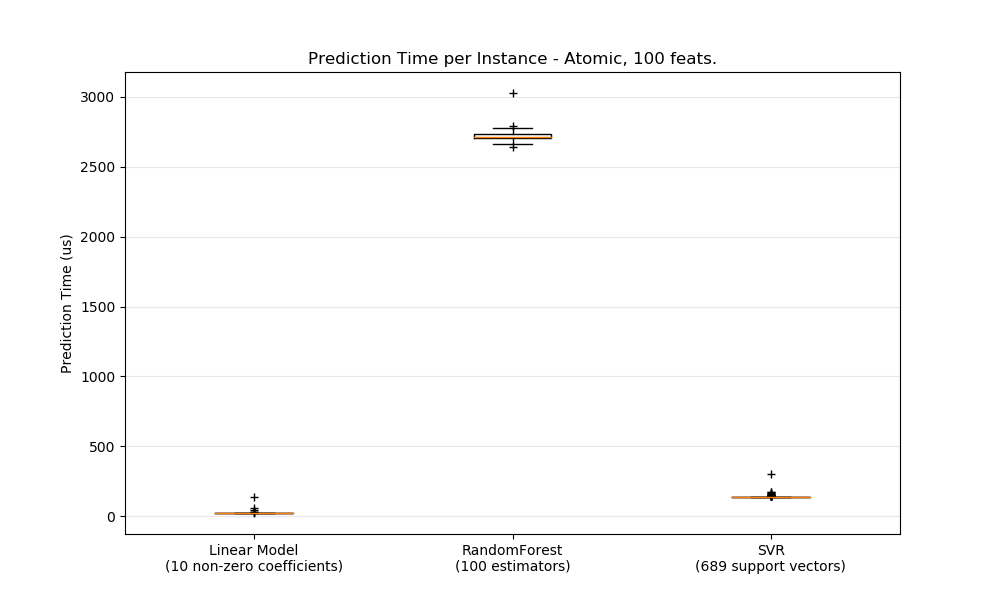 Prediction Time per Instance - Atomic, 100 feats.
3000
2500
2000
1500
1000
500
0
Prediction Time (us)
Linear Model
(10 non-zero coefficients)
RandomForest
(100 estimators)
SVR
(689 support vectors)